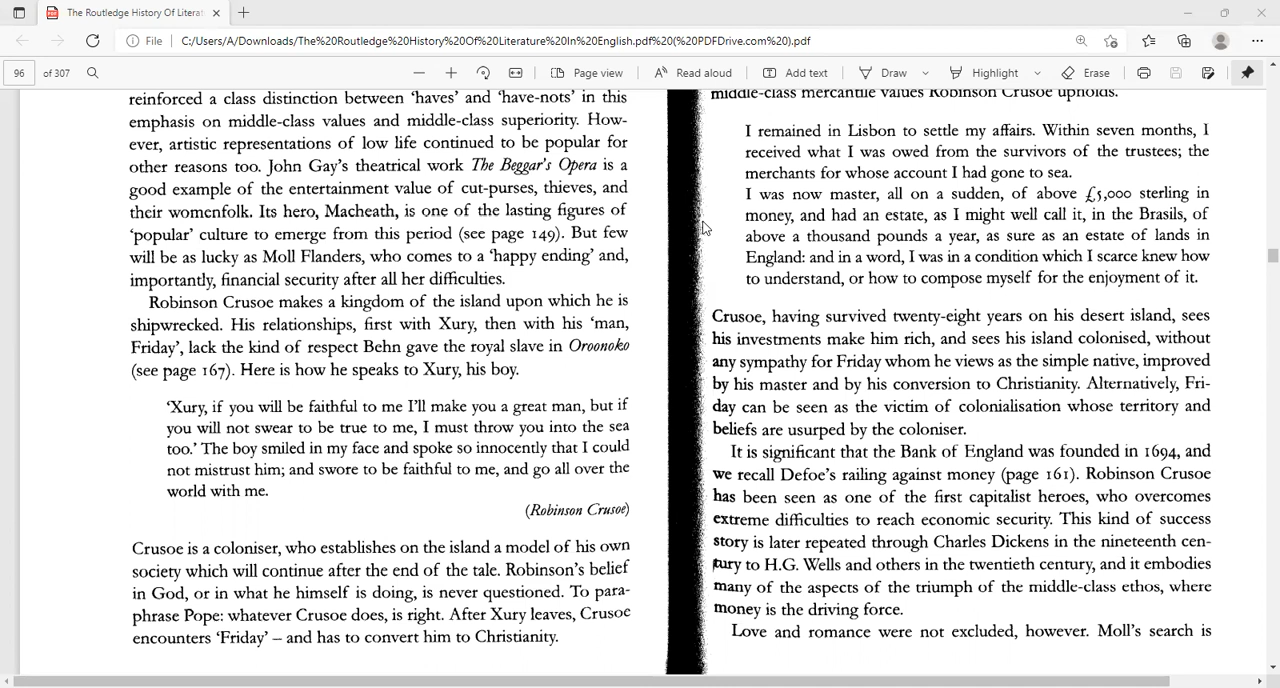 The Routledge History Of Litera
File
C:/Users/A/Downloads/The%20Routledge%20History%20Of%20Literature%20In%20English.pdf%20(%20PDFDrive.com%20).pdf
96 of 307
Page view
Read aloud
Add text
Draw
Highlight
Erase
reinforced a class distinction between ‘haves’ and ‘have-nots’ in this
emphasis on middle-class values and middle-class superiority. How-
ever, artistic representations of low life continued to be popular for
other reasons too. John Gay’s theatrical work The Beggar’s Opera is a
good example of the entertainment value of cut-purses, thieves, and
their womenfolk. Its hero, Macheath, is one of the lasting figures of
‘popular’ culture to emerge from this period (see page 149). But few
will be as lucky as Moll Flanders, who comes to a ‘happy ending’ and,
importantly, financial security after all her difficulties.
Robinson Crusoe makes a kingdom of the island upon which he is
shipwrecked. His relationships, first with Xury, then with his ‘man,
Friday’, lack the kind of respect Behn gave the royal slave in Oroonoko
(see page 167). Here is how he speaks to Xury, his boy.
‘Xury, if you will be faithful to me I’ll make you a great man, but if
you will not swear to be true to me, I must throw you into the sea
too.’ The boy smiled in my face and spoke so innocently that I could
not mistrust him; and swore to be faithful to me, and go all over the
world with me.
(Robinson Crusoe)
Crusoe is a coloniser, who establishes on the island a model of his own
society which will continue after the end of the tale. Robinson’s belief
in God, or in what he himself is doing, is never questioned. To para-
phrase Pope: whatever Crusoe does, is right. After Xury leaves, Crusoe
encounters ‘Friday’ – and has to convert him to Christianity.
middle-class mercantile values Robinson Crusoe upholds.
I remained in Lisbon to settle my affairs. Within seven months, I
received what I was owed from the survivors of the trustees; the
merchants for whose account I had gone to sea.
I was now master, all on a sudden, of above £5,000 sterling in
money, and had an estate, as I might well call it, in the Brasils, of
above a thousand pounds a year, as sure as an estate of lands in
England: and in a word, I was in a condition which I scarce knew how
to understand, or how to compose myself for the enjoyment of it.
Crusoe, having survived twenty-eight years on his desert island, sees
his investments make him rich, and sees his island colonised, without
any sympathy for Friday whom he views as the simple native, improved
by his master and by his conversion to Christianity. Alternatively, Fri-
day can be seen as the victim of colonialisation whose territory and
beliefs are usurped by the coloniser.
It is significant that the Bank of England was founded in 1694, and
we recall Defoe’s railing against money (page 161). Robinson Crusoe
has been seen as one of the first capitalist heroes, who overcomes
extreme difficulties to reach economic security. This kind of success
story is later repeated through Charles Dickens in the nineteenth cen-
tury to H.G. Wells and others in the twentieth century, and it embodies
many of the aspects of the triumph of the middle-class ethos, where
money is the driving force.
Love and romance were not excluded, however. Moll’s search is